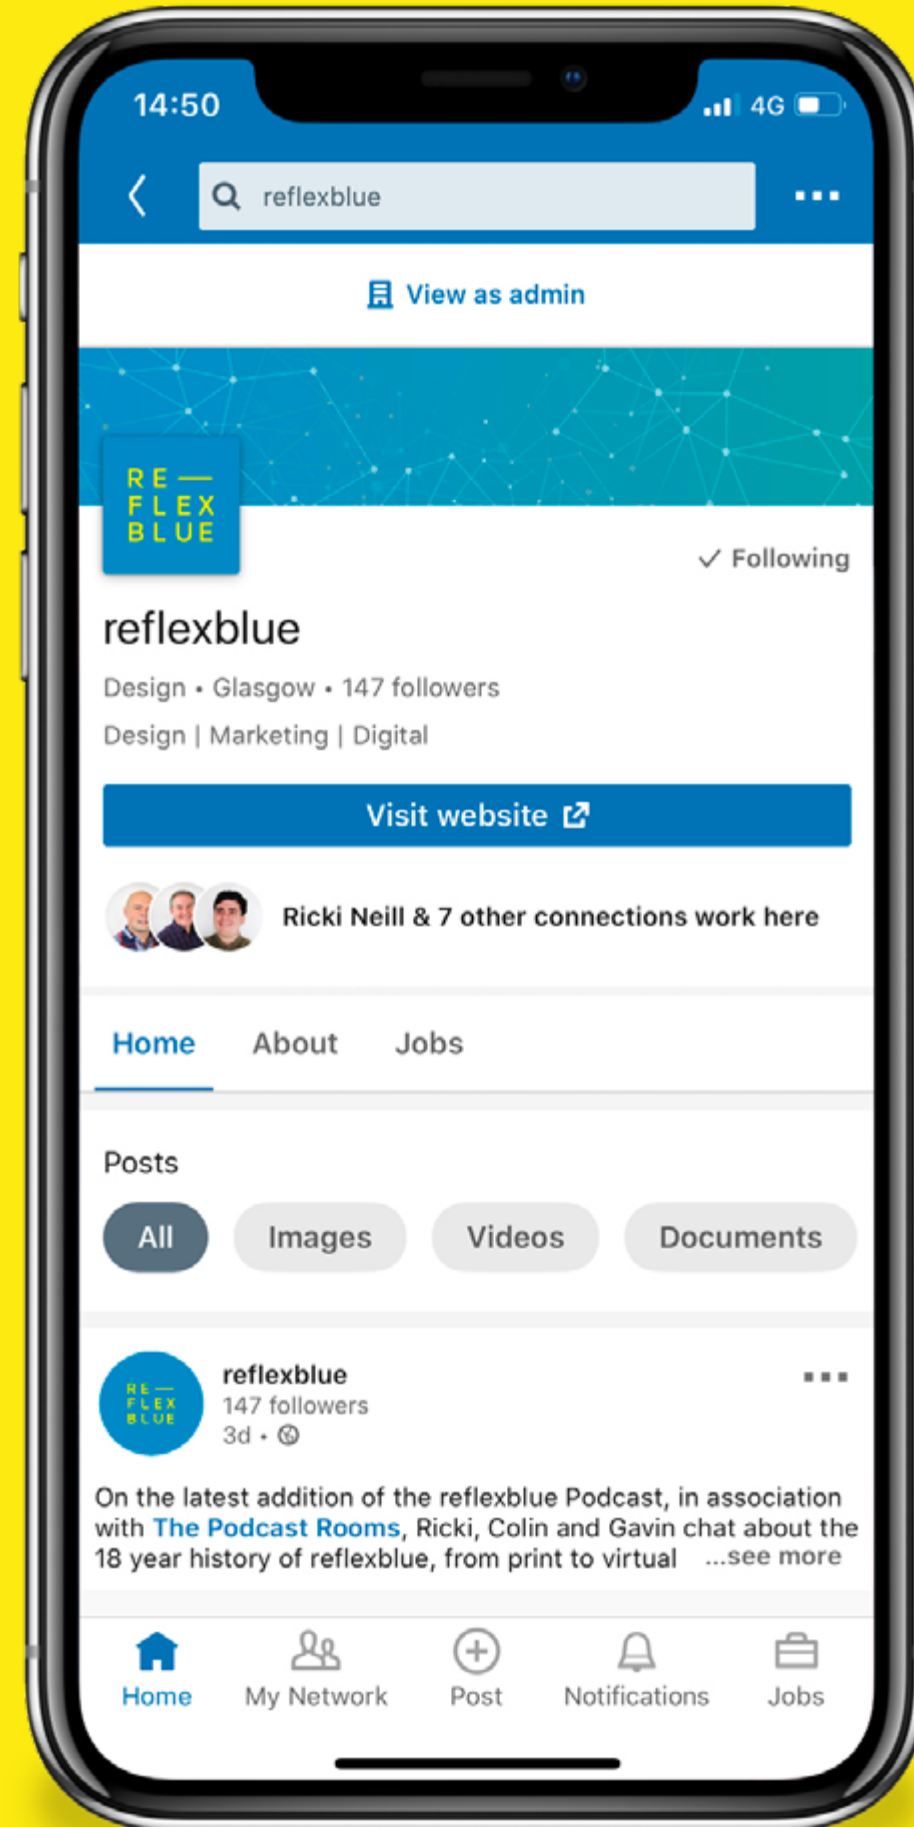 14:50
4G
reflexblue
View as admin
RE—
FLEX
BLUE
Following
reflexblue
Design • Glasgow • 147 followers
Design | Marketing | Digital
Visit website
Ricki Neill & 7 other connections work here
Home About Jobs
Posts
All Images Videos Documents
RE—
FLEX
BLUE
reflexblue
147 followers
3d •
On the latest addition of the reflexblue Podcast, in association
with The Podcast Rooms, Ricki, Colin and Gavin chat about the
18 year history of reflexblue, from print to virtual ...see more
Home My Network Post Notifications Jobs